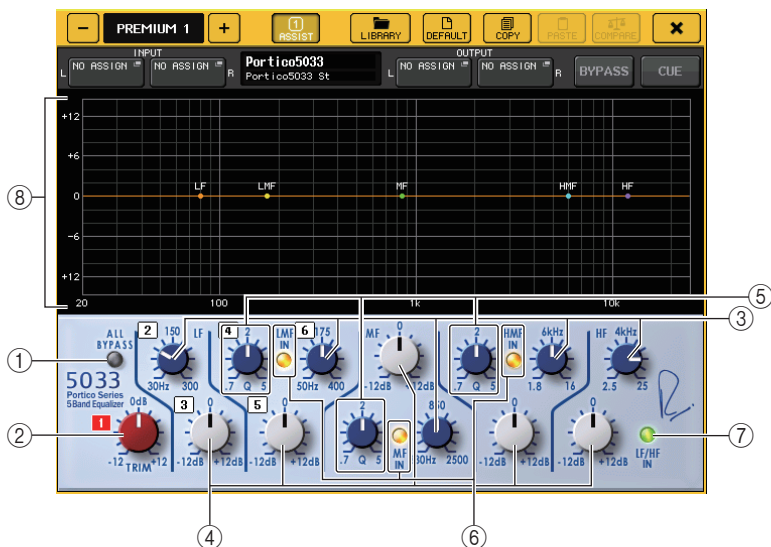 PREMIUM 1
1
ASSIST
LIBRARY
DEFAULT
COPY
PASTE
COMPARE
INPUT
L
NO ASSIGN
NO ASSIGN
R
Portico5033
Portico5033 St
OUTPUT
L
NO ASSIGN
NO ASSIGN
R
BYPASS
CUE
+12
+6
0
-6
+12
LF
LMF
MF
HMF
HF
20
100
1k
10k
⑧
⑤
③
①
②
⑦
④
⑥
ALL BYPASS
5033
Portico Series
5 Band Equalizer
1
0dB
-12
+12
TRIM
2
150
LF
30Hz
300
3
0
-12dB
+12dB
4
2
.7
Q
5
LMF IN
6
175
50Hz
400
5
0
-12dB
+12dB
MF
0
-12dB
12dB
2
.7
Q
5
MF IN
850
30Hz
2500
2
.7
Q
5
HMF IN
6kHz
1.8
16
0
-12dB
+12dB
HF
4kHz
2.5
25
0
-12dB
+12dB
LF/HF IN